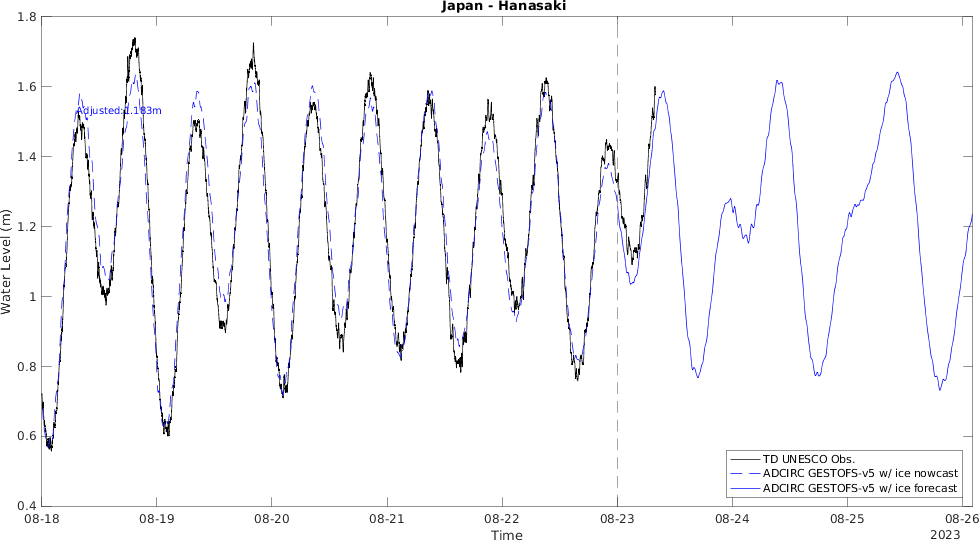 Japan - Hanasaki
1.8
1.6
Adjusted:1.183m
1.4
1.2
1
0.8
0.6
0.4
Water Level (m)
TD UNESCO Obs.
ADCIRC GESTOFS-v5 w/ ice nowcast
ADCIRC GESTOFS-v5 w/ ice forecast
08-18 08-19 08-20 08-21 08-22 08-23 08-24 08-25 08-26
Time
2023